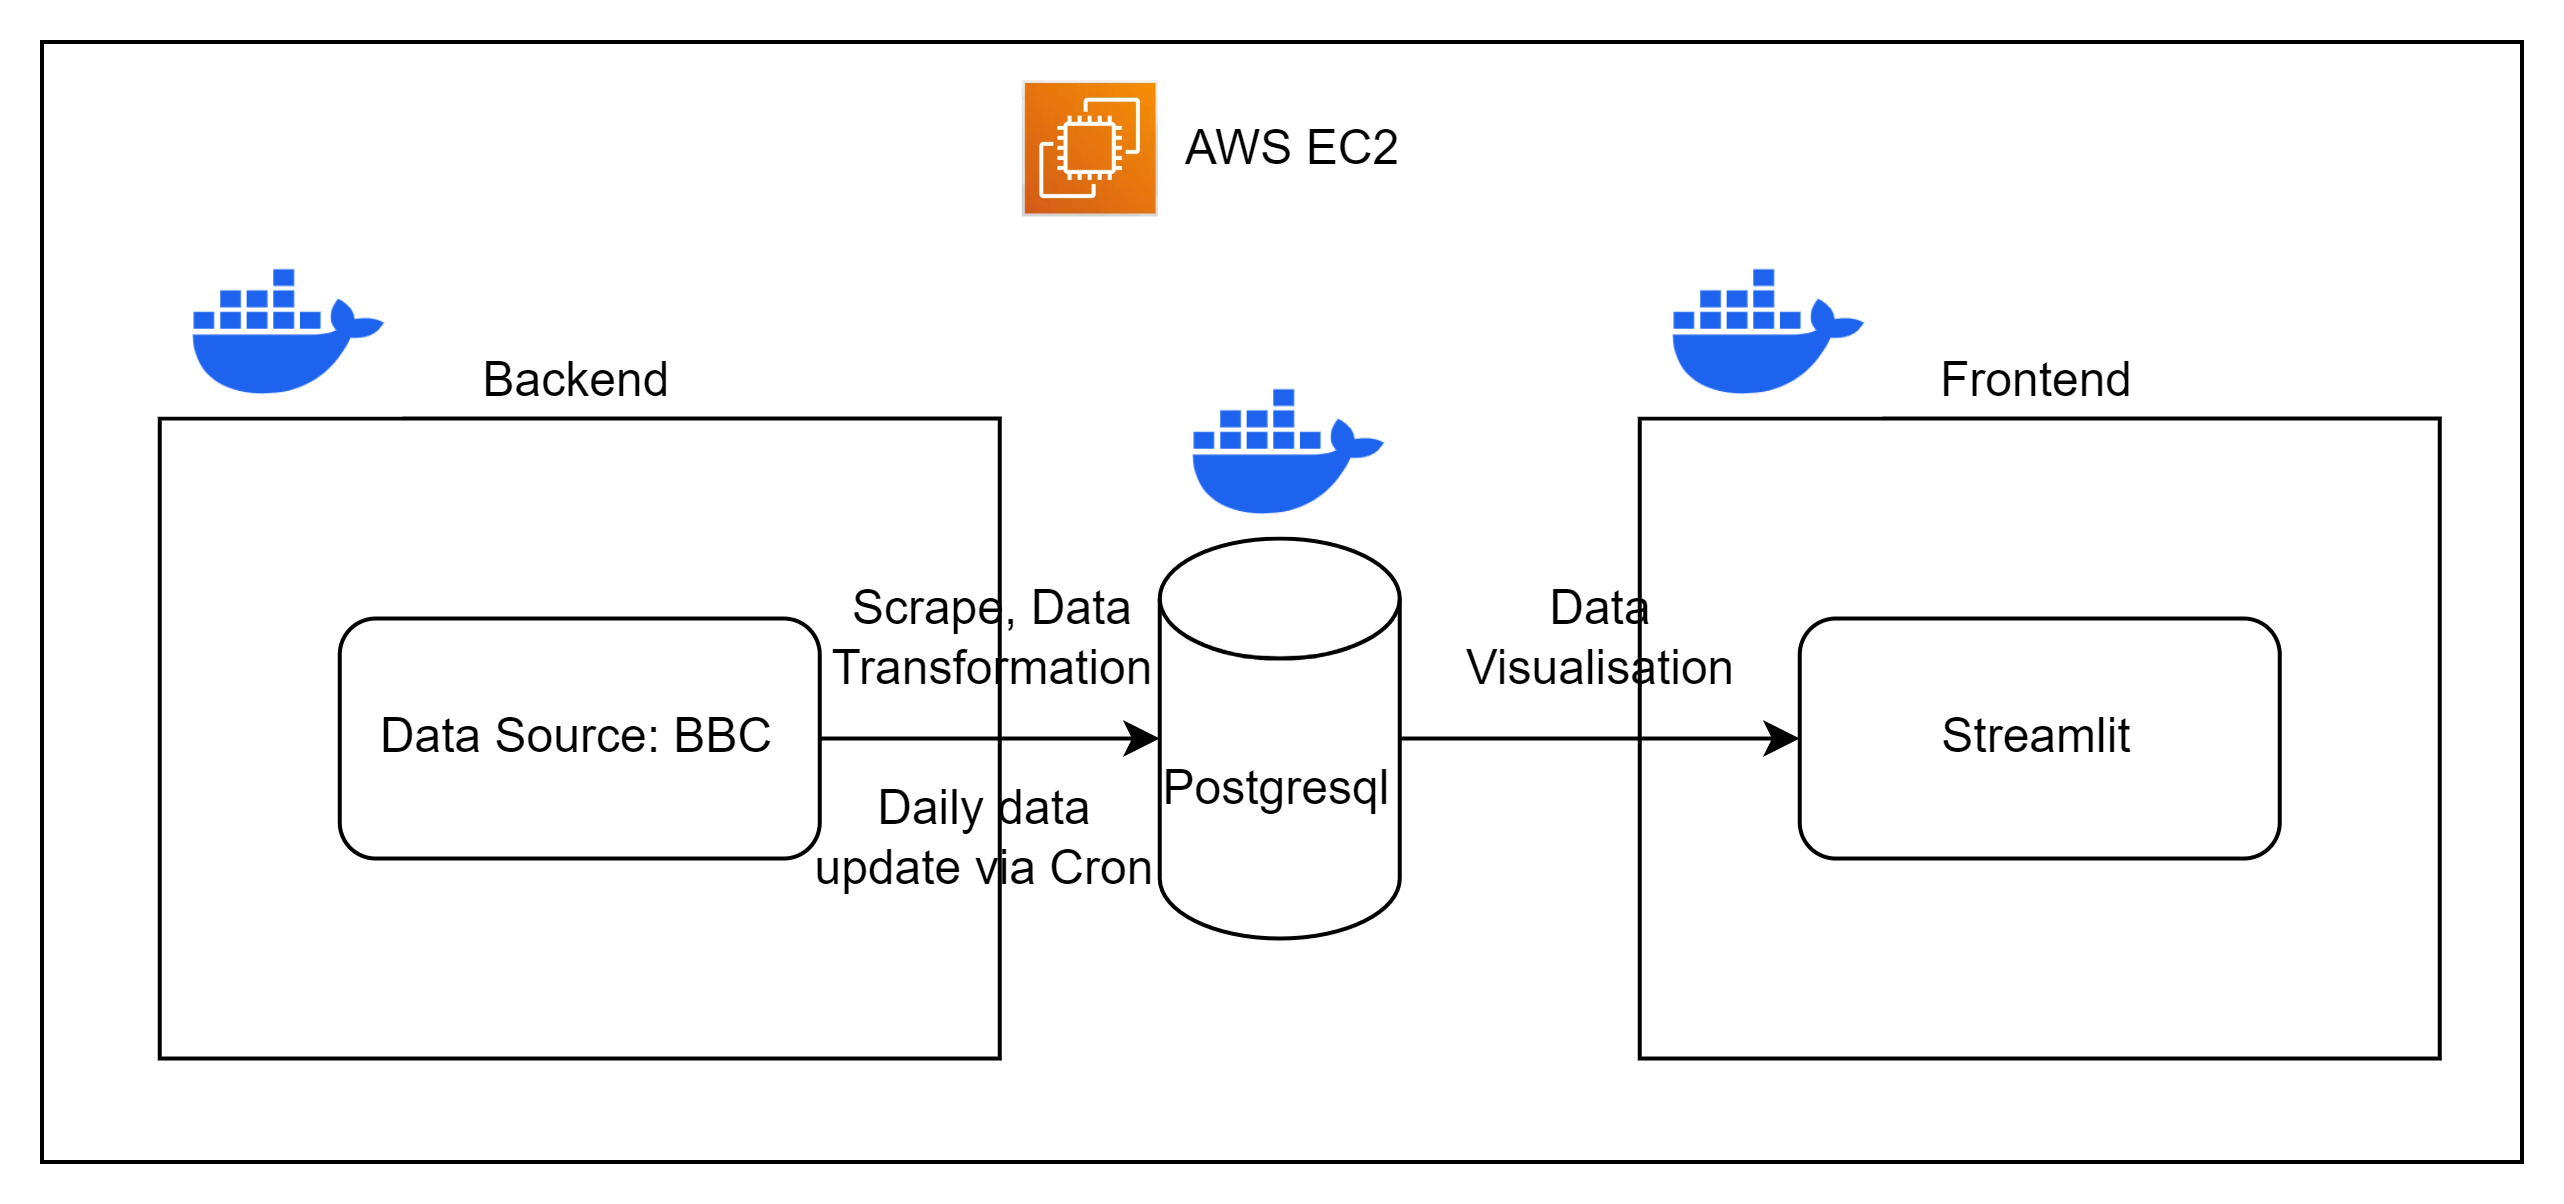 AWS EC2
Backend
Frontend
Scrape, Data
Transformation
Data
Visualisation
Data Source: BBC
Streamlit
Postgresql
Daily data
update via Cron